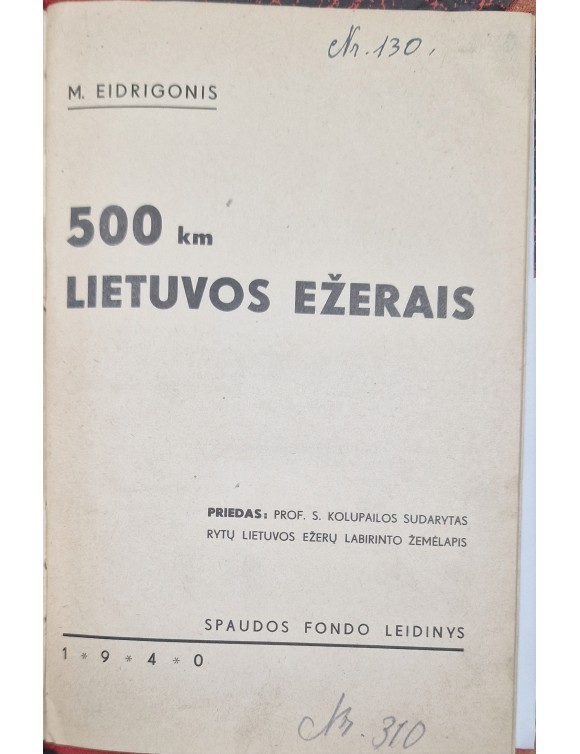 Nr. 130.
M. EIDRIGONIS
500 km
LIETUVOS EŽERAIS
PRIEDAS: PROF. S. KOLUPAILOS SUDARYTAS
RYTŲ LIETUVOS EŽERŲ LABIRINTO ŽEMĖLAPIS
SPAUDOS FONDO LEIDINYS
1 * 9 * 4 * 0
Nr. 310